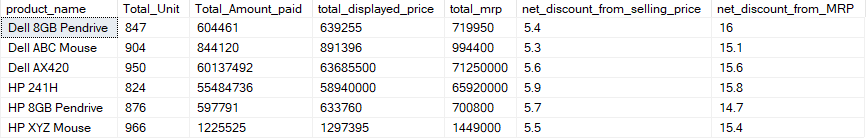 product_name Total_Unit Total_Amount_paid total_displayed_price total_mrp net_discount_from_selling_price net_discount_from_MRP
Dell 8GB Pendrive 847 604461 639255 719950 5.4 16
Dell ABC Mouse 904 844120 891396 994400 5.3 15.1
Dell AX420 950 60137492 63685500 71250000 5.6 15.6
HP 241H 824 55484736 58940000 65920000 5.9 15.8
HP 8GB Pendrive 876 597791 633760 700800 5.7 14.7
HP XYZ Mouse 966 1225525 1297395 1449000 5.5 15.4